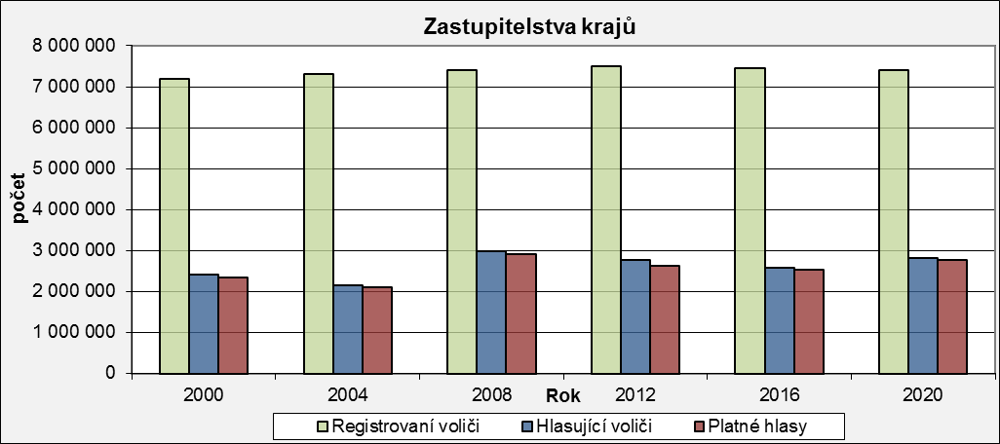 Zastupitelstva krajů
8 000 000
7 000 000
6 000 000
5 000 000
4 000 000
3 000 000
2 000 000
1 000 000
0
počet
2000 2004 2008 2012 2016 2020
Rok
Registrovaní voliči Hlasující voliči Platné hlasy